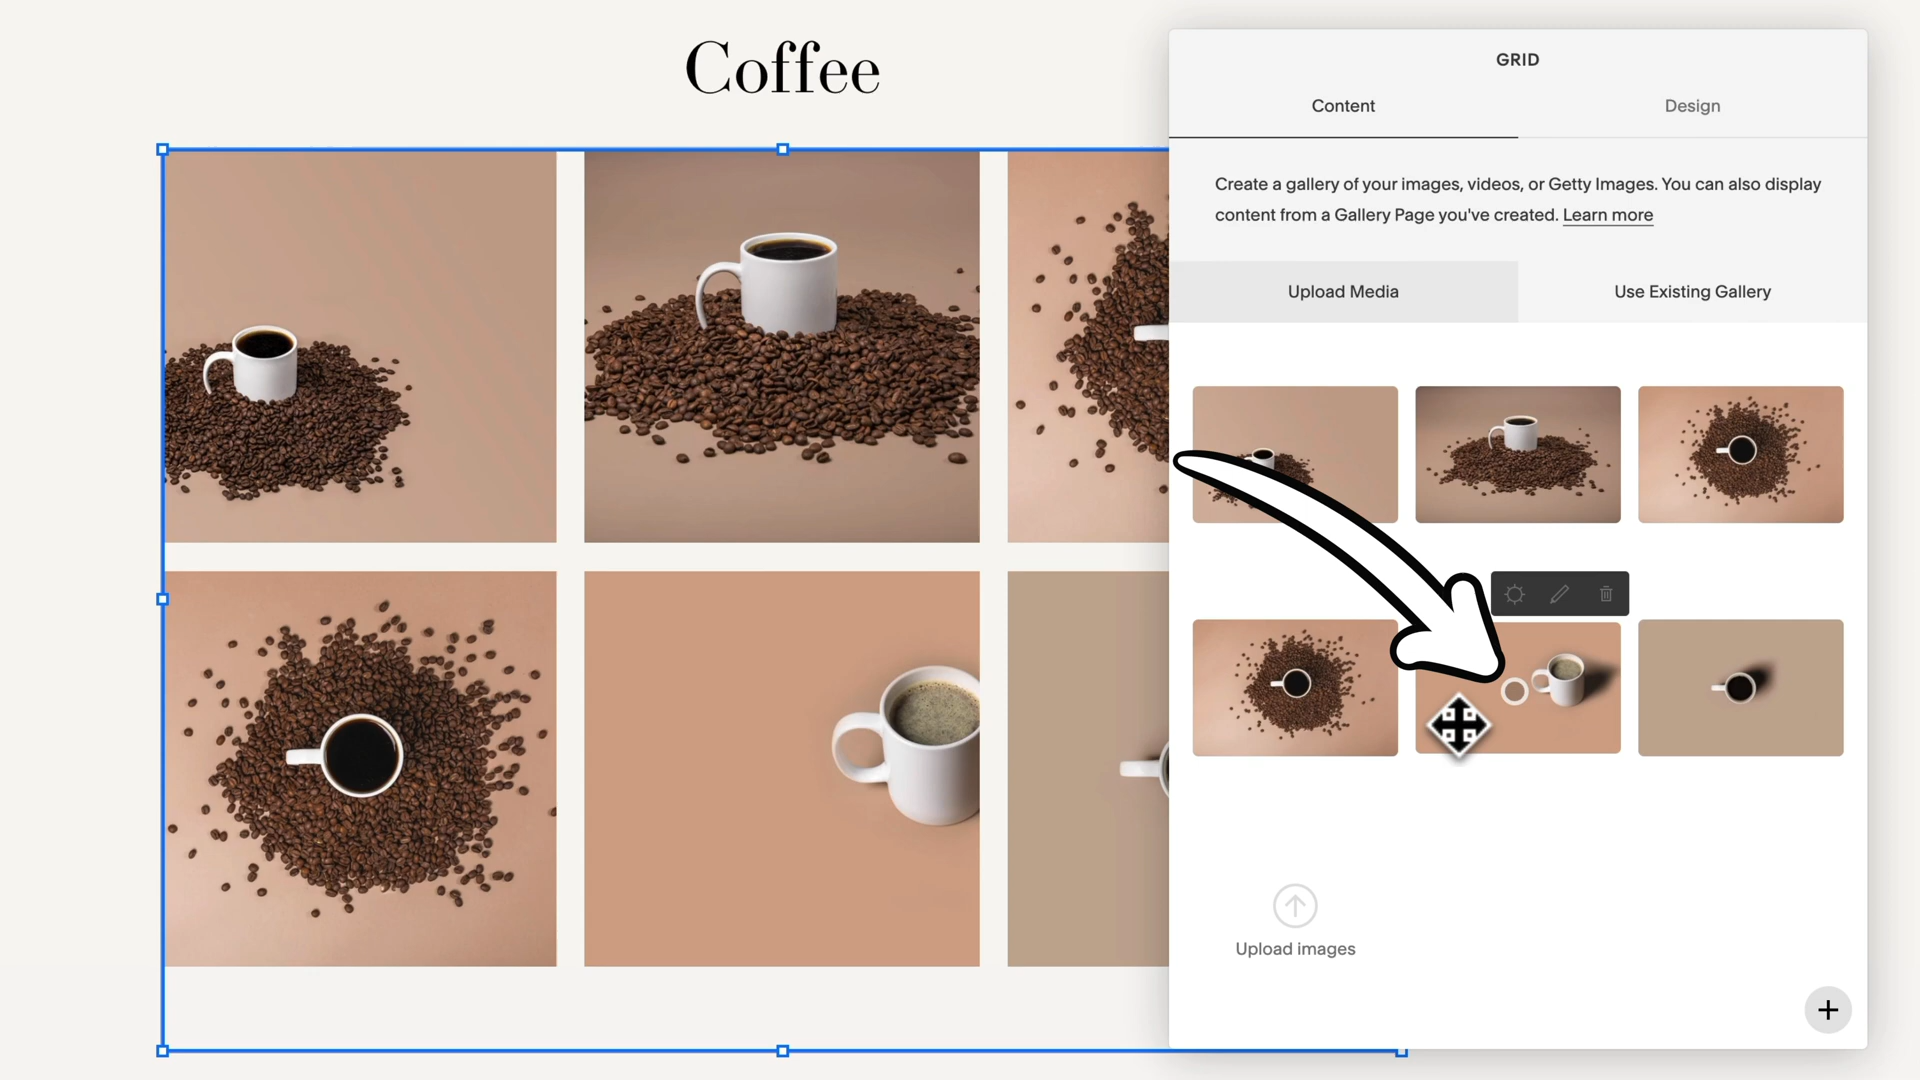 Coffee
GRID
Content
Design
Create a gallery of your images, videos, or Getty Images. You can also display
content from a Gallery Page you've created. Learn more
Upload Media
Use Existing Gallery
Upload images